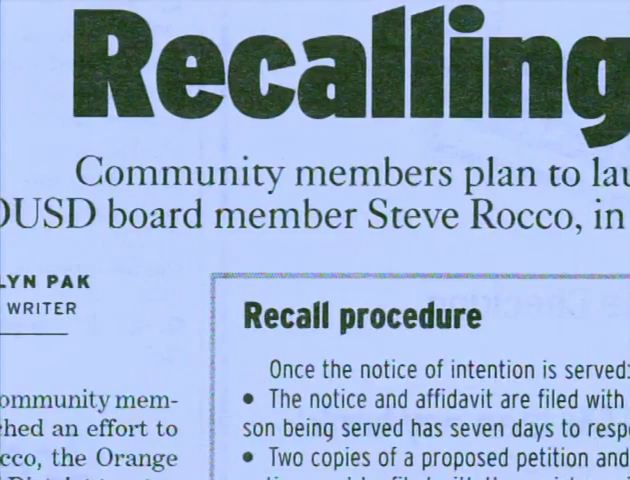 Recalling
Community members plan to
OUSD board member Steve Rocco, in
LYN PAK
WRITER
ommunity mem-
hed an effort to
cco, the Orange
Recall procedure
Once the notice of intention is served:
• The notice and affidavit are filed with
son being served has seven days to
• Two copies of a proposed petition and